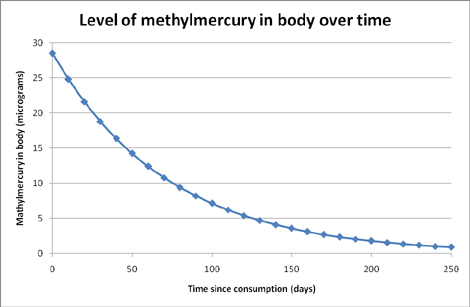 Level of methylmercury in body over time
Mathylmercury in body (micrograms)
30
25
20
15
10
5
0
0 50 100 150 200 250
Time since consumption (days)